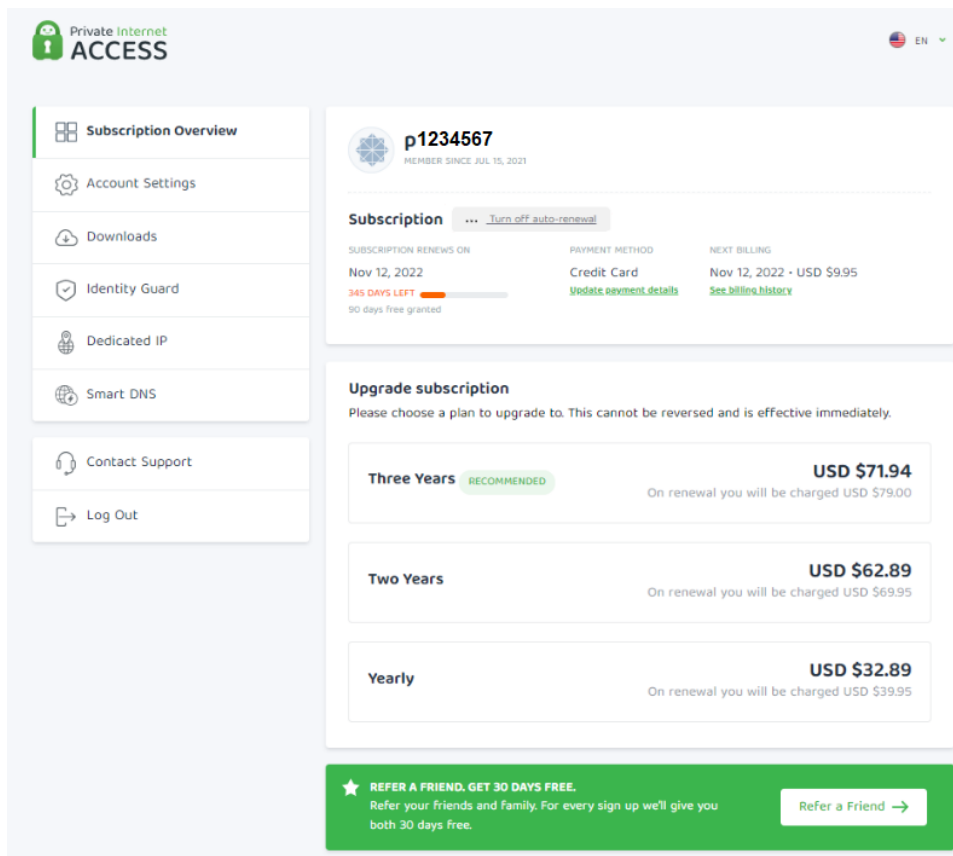 Private Internet
ACCESS
EN
Subscription Overview
Account Settings
Downloads
Identity Guard
Dedicated IP
Smart DNS
Contact Support
Log Out
p1234567
MEMBER SINCE JUL 15, 2021
Subscription ... Turn off auto-renewal
SUBSCRIPTION RENEWS ON PAYMENT METHOD NEXT BILLING
Nov 12, 2022 Credit Card Nov 12, 2022 • USD $9.95
345 DAYS LEFT Update payment details See billing history
90 days free granted
Upgrade subscription
Please choose a plan to upgrade to. This cannot be reversed and is effective immediately.
Three Years RECOMMENDED USD $71.94
On renewal you will be charged USD $79.00
Two Years USD $62.89
On renewal you will be charged USD $69.95
Yearly USD $32.89
On renewal you will be charged USD $39.95
REFER A FRIEND. GET 30 DAYS FREE.
Refer your friends and family. For every sign up we'll give you
both 30 days free.
Refer a Friend →